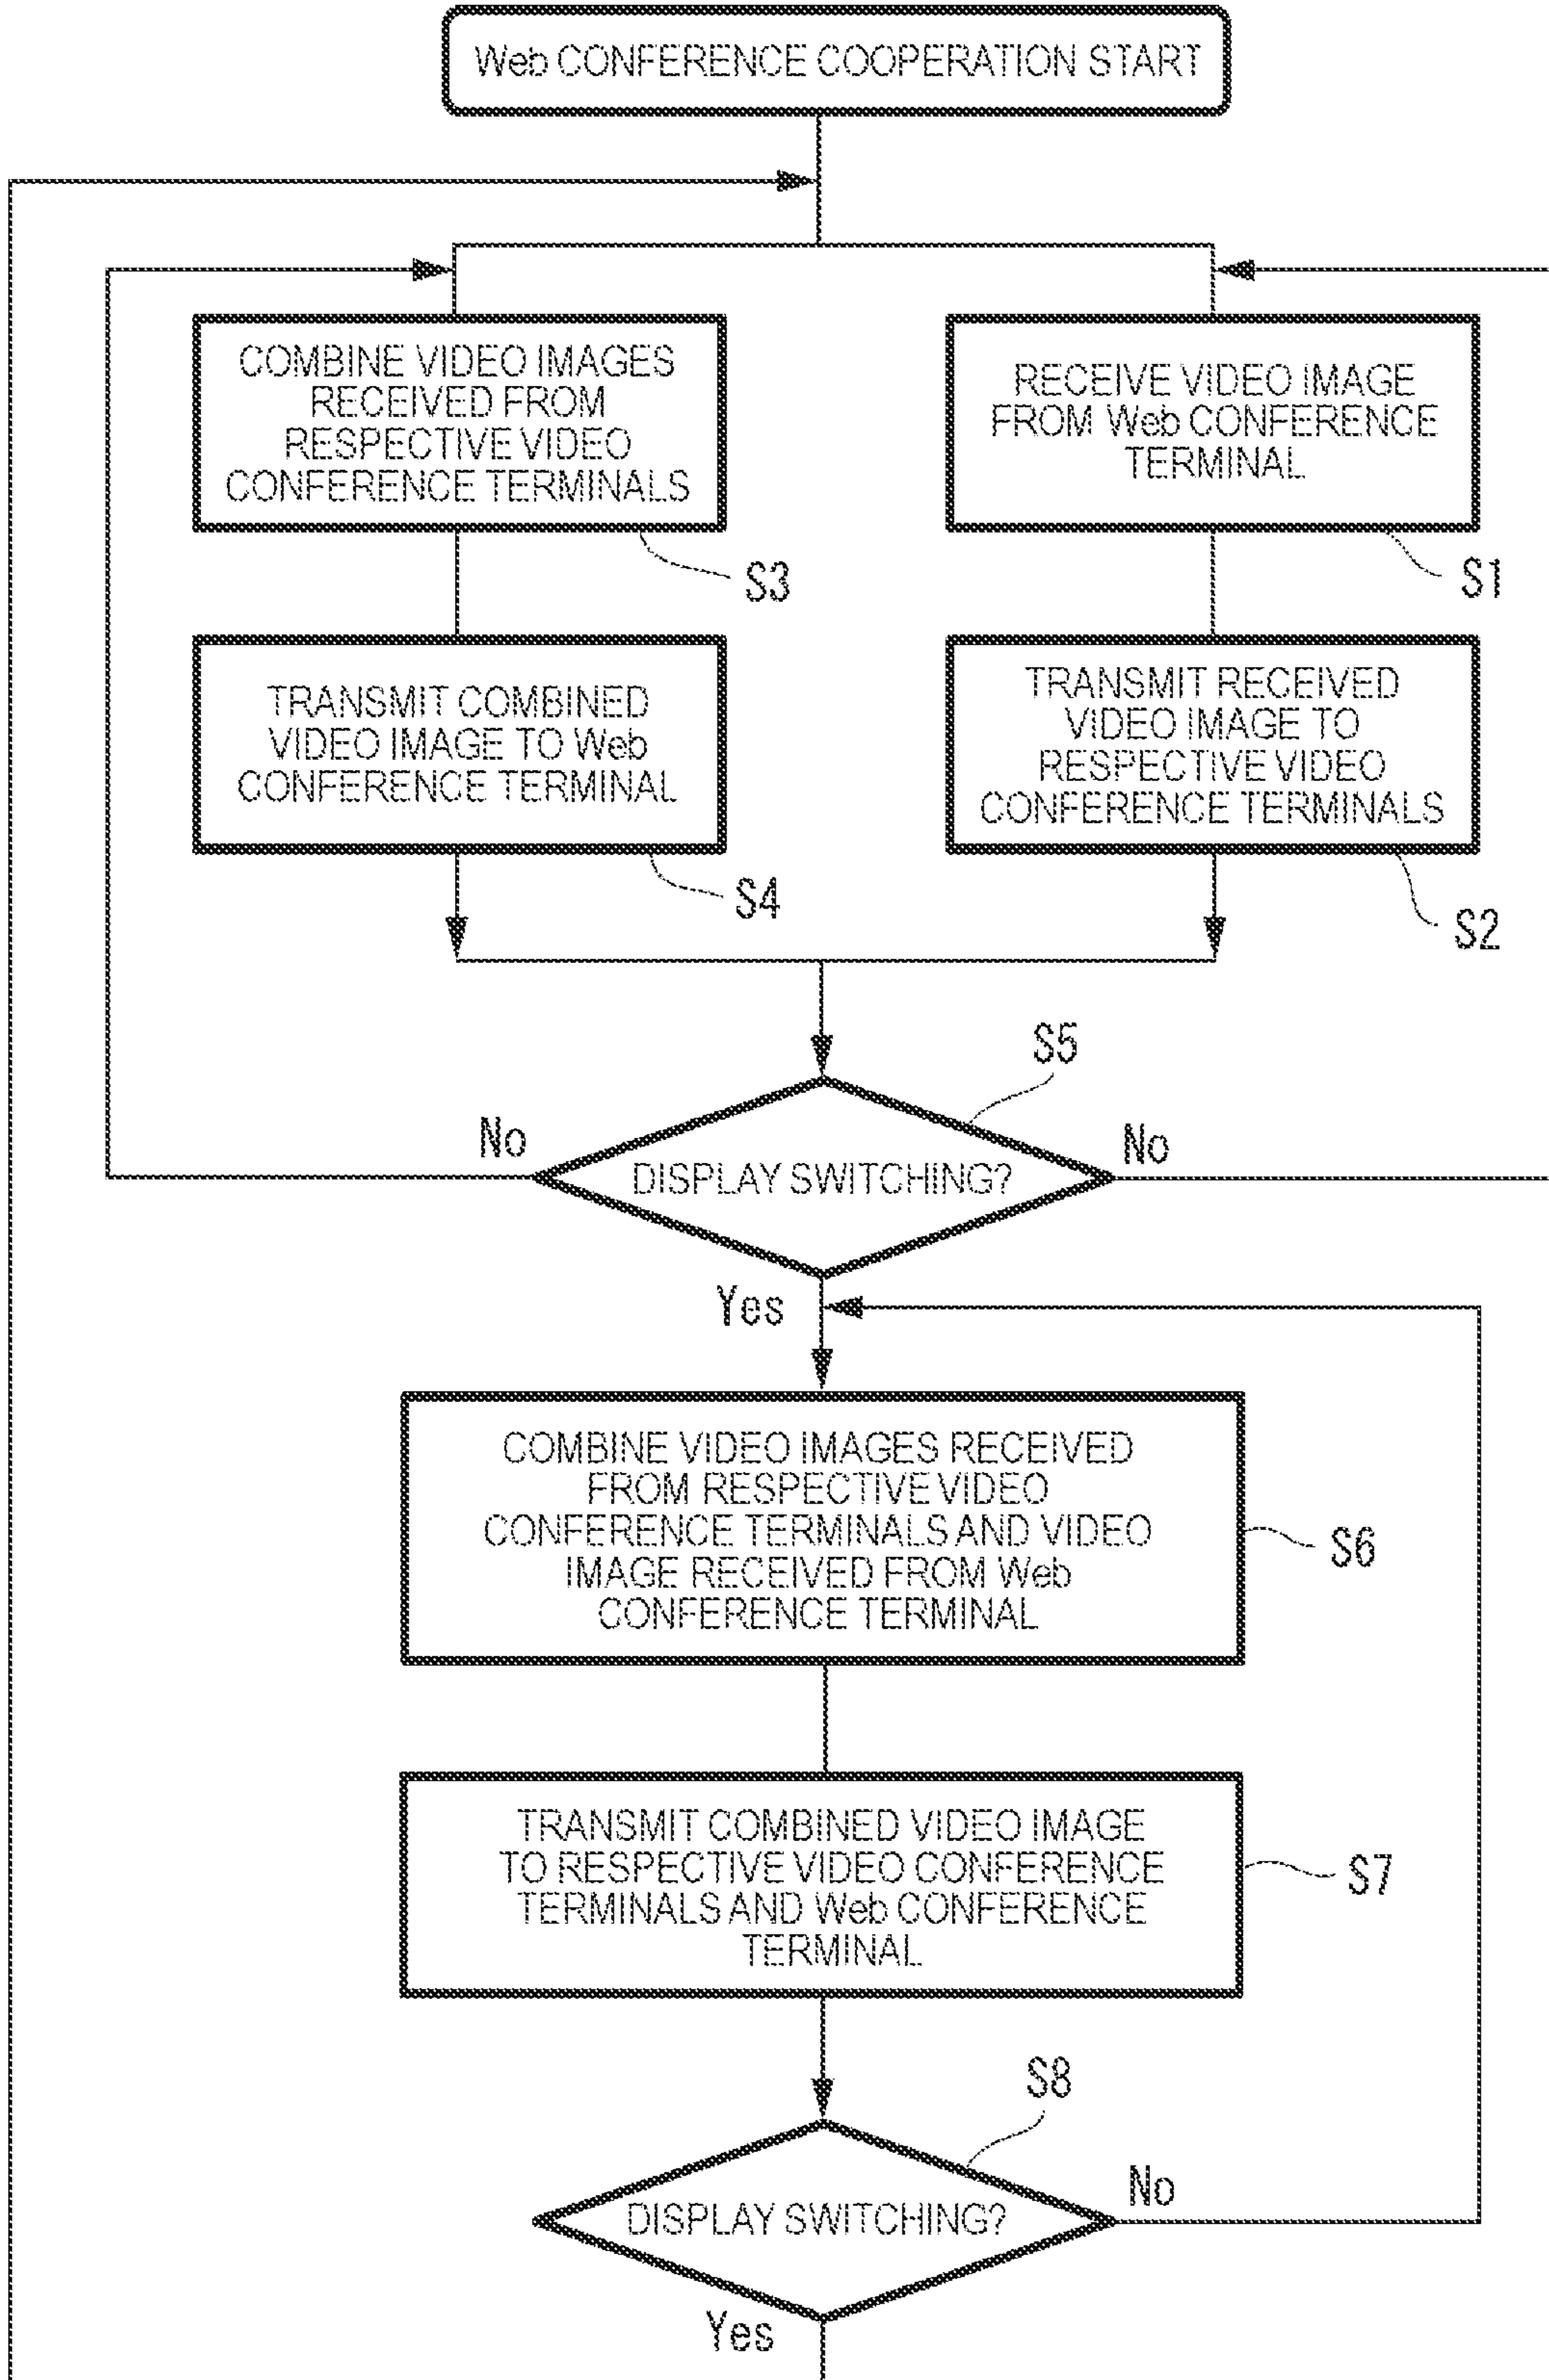 Web CONFERENCE COOPERATION START
COMBINE VIDEO IMAGES
RECEIVED FROM
RESPECTIVE VIDEO
CONFERENCE TERMINALS
S3
RECEIVE VIDEO IMAGE
FROM Web CONFERENCE
TERMINAL
S1
TRANSMIT COMBINED
VIDEO IMAGE TO Web
CONFERENCE TERMINAL
S4
TRANSMIT RECEIVED
VIDEO IMAGE TO
RESPECTIVE VIDEO
CONFERENCE TERMINALS
S2
S5
No
DISPLAY SWITCHING?
No
Yes
COMBINE VIDEO IMAGES RECEIVED
FROM RESPECTIVE VIDEO
CONFERENCE TERMINALS AND VIDEO
IMAGE RECEIVED FROM Web
CONFERENCE TERMINAL
S6
TRANSMIT COMBINED VIDEO IMAGE
TO RESPECTIVE VIDEO CONFERENCE
TERMINALS AND Web CONFERENCE
TERMINAL
S7
S8
DISPLAY SWITCHING?
No
Yes